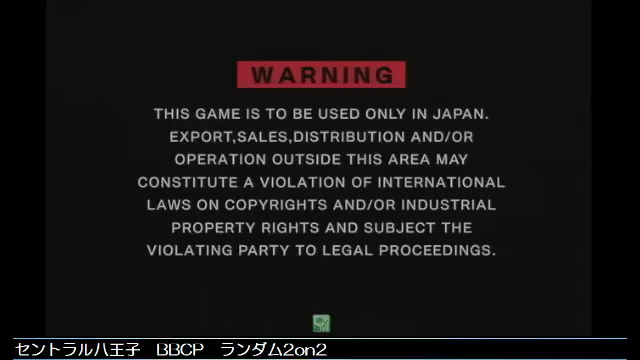 WARNING
THIS GAME IS TO BE USED ONLY IN JAPAN.
EXPORT,SALES,DISTRIBUTION AND/OR
OPERATION OUTSIDE THIS AREA MAY
CONSTITUTE A VIOLATION OF INTERNATIONAL
LAWS ON COPYRIGHTS AND/OR INDUSTRIAL
PROPERTY RIGHTS AND SUBJECT THE
VIOLATING PARTY TO LEGAL PROCEEDINGS.
セントラル八王子　BBCP　ランダム2on2